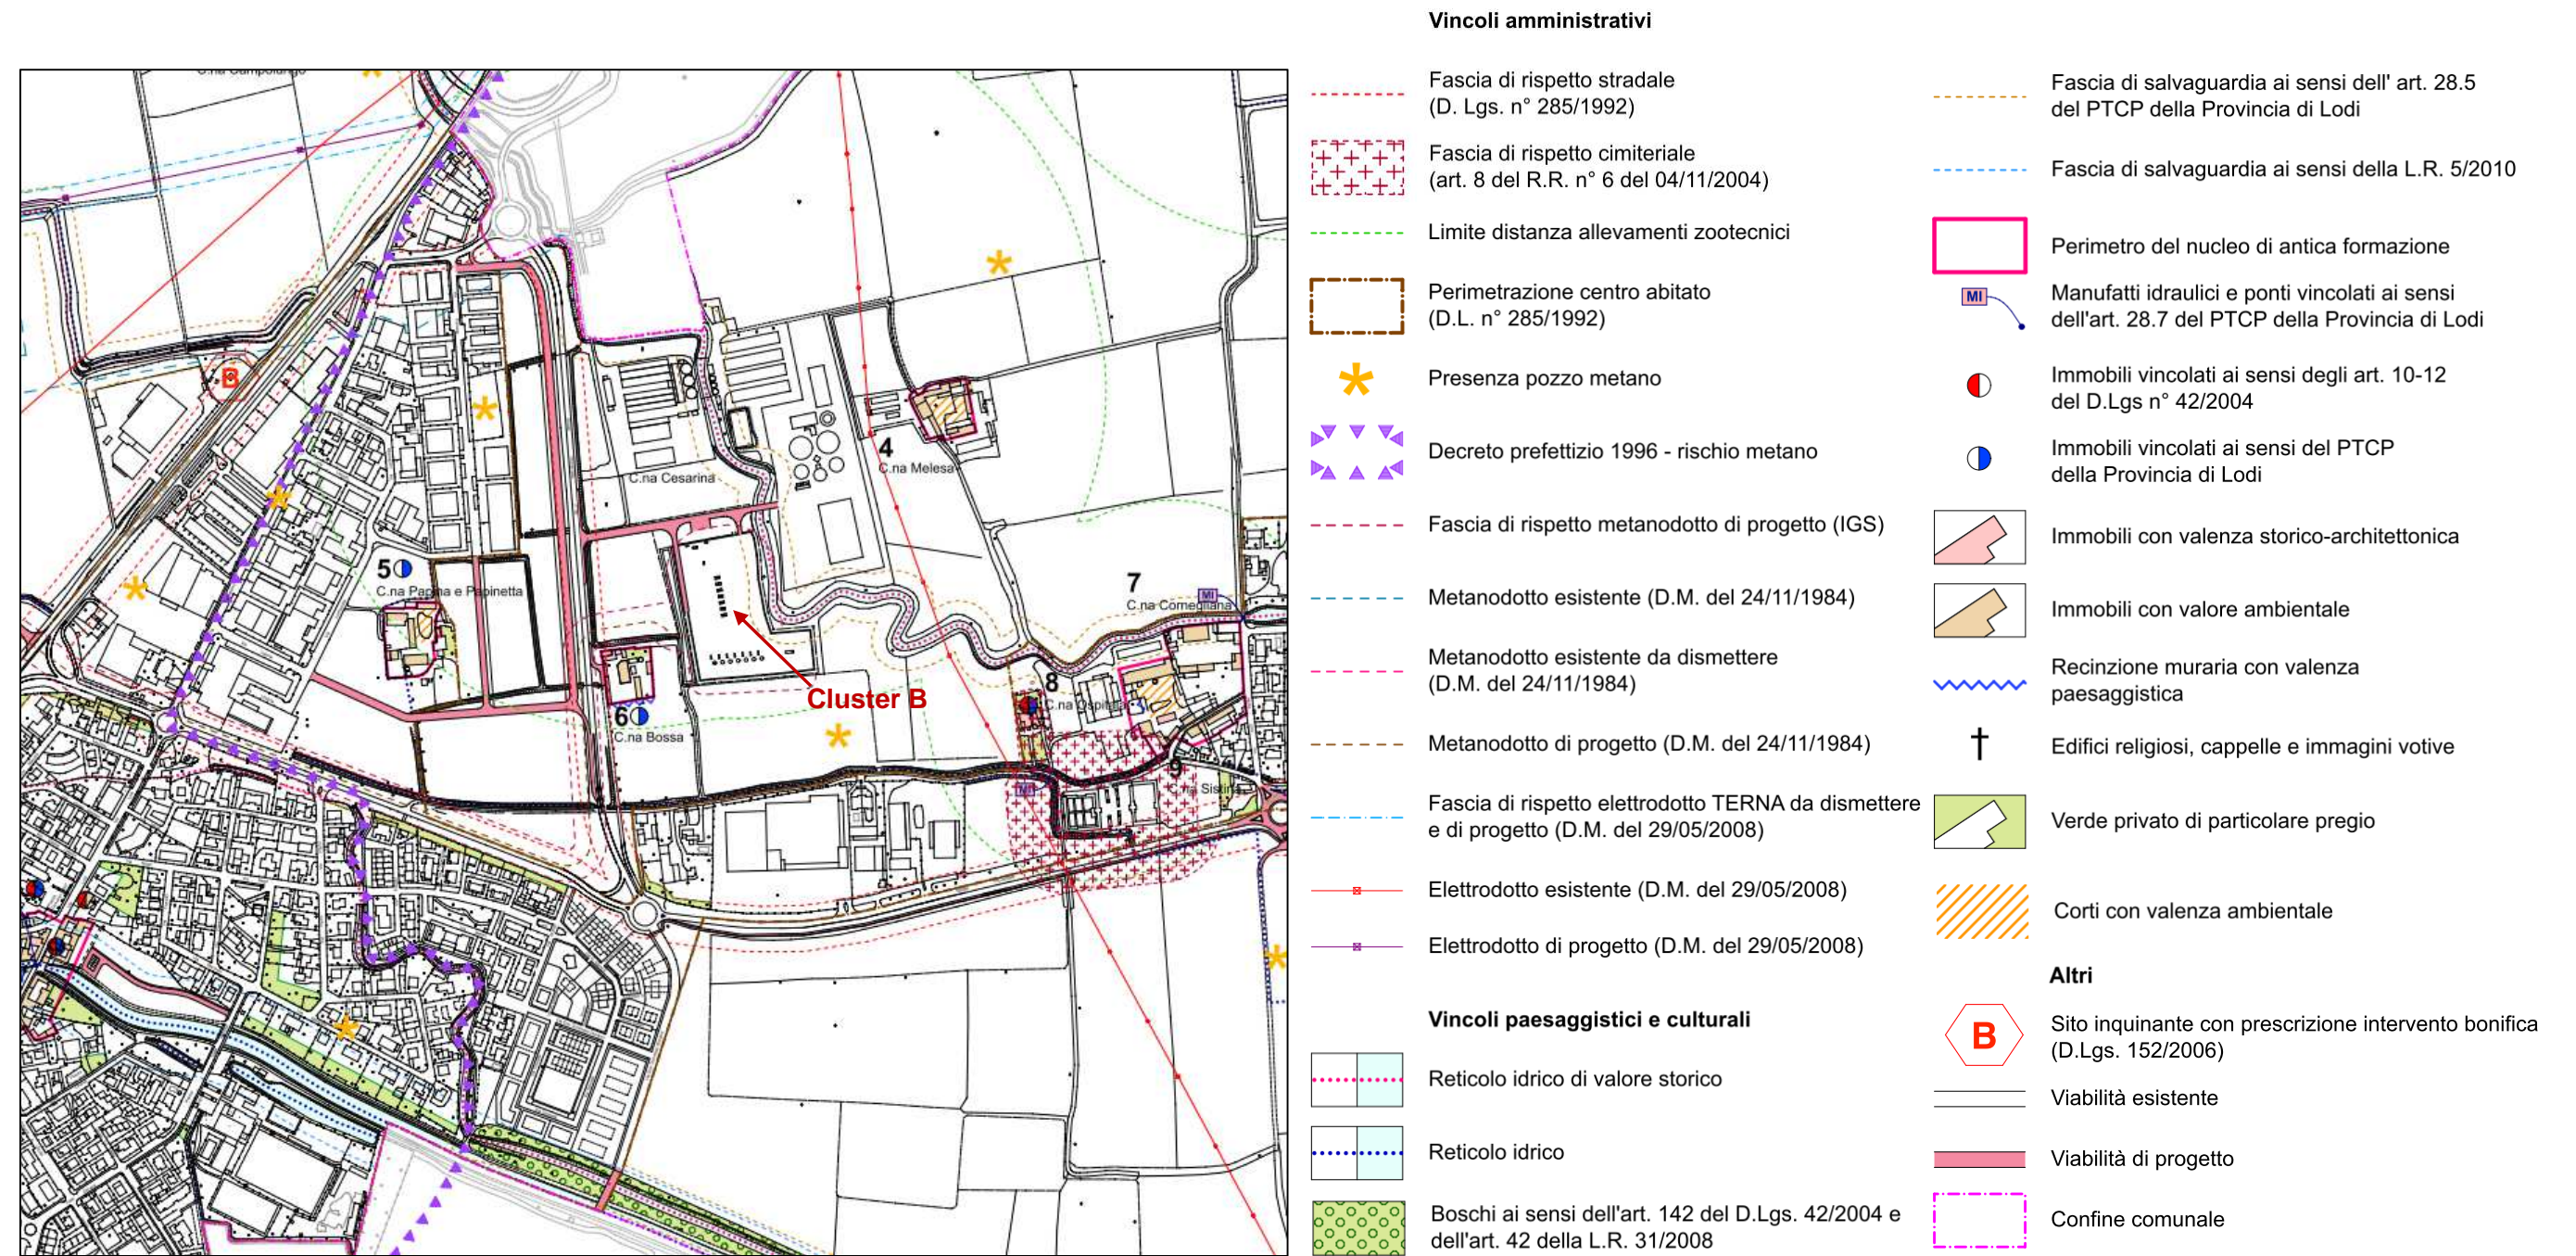 C.na Campolungo
B
C.na Cesarina
4
C.na Melesa
5
C.na Papina e Papinetta
7
C.na Cornegliana
MI
8
C.na Ospitala
Cluster B
6
C.na Bossa
9
C.na Sistina
MI
Vincoli amministrativi
Fascia di rispetto stradale
(D. Lgs. n° 285/1992)
Fascia di rispetto cimiteriale
(art. 8 del R.R. n° 6 del 04/11/2004)
Limite distanza allevamenti zootecnici
Perimetrazione centro abitato
(D.L. n° 285/1992)
Presenza pozzo metano
Decreto prefettizio 1996 - rischio metano
Fascia di rispetto metanodotto di progetto (IGS)
Metanodotto esistente (D.M. del 24/11/1984)
Metanodotto esistente da dismettere
(D.M. del 24/11/1984)
Metanodotto di progetto (D.M. del 24/11/1984)
Fascia di rispetto elettrodotto TERNA da dismettere
e di progetto (D.M. del 29/05/2008)
Elettrodotto esistente (D.M. del 29/05/2008)
Elettrodotto di progetto (D.M. del 29/05/2008)
Vincoli paesaggistici e culturali
Reticolo idrico di valore storico
Reticolo idrico
Boschi ai sensi dell'art. 142 del D.Lgs. 42/2004 e
dell'art. 42 della L.R. 31/2008
Fascia di salvaguardia ai sensi dell' art. 28.5
del PTCP della Provincia di Lodi
Fascia di salvaguardia ai sensi della L.R. 5/2010
Perimetro del nucleo di antica formazione
MI
Manufatti idraulici e ponti vincolati ai sensi
dell'art. 28.7 del PTCP della Provincia di Lodi
Immobili vincolati ai sensi degli art. 10-12
del D.Lgs n° 42/2004
Immobili vincolati ai sensi del PTCP
della Provincia di Lodi
Immobili con valenza storico-architettonica
Immobili con valore ambientale
Recinzione muraria con valenza
paesaggistica
Edifici religiosi, cappelle e immagini votive
Verde privato di particolare pregio
Corti con valenza ambientale
Altri
B
Sito inquinante con prescrizione intervento bonifica
(D.Lgs. 152/2006)
Viabilità esistente
Viabilità di progetto
Confine comunale